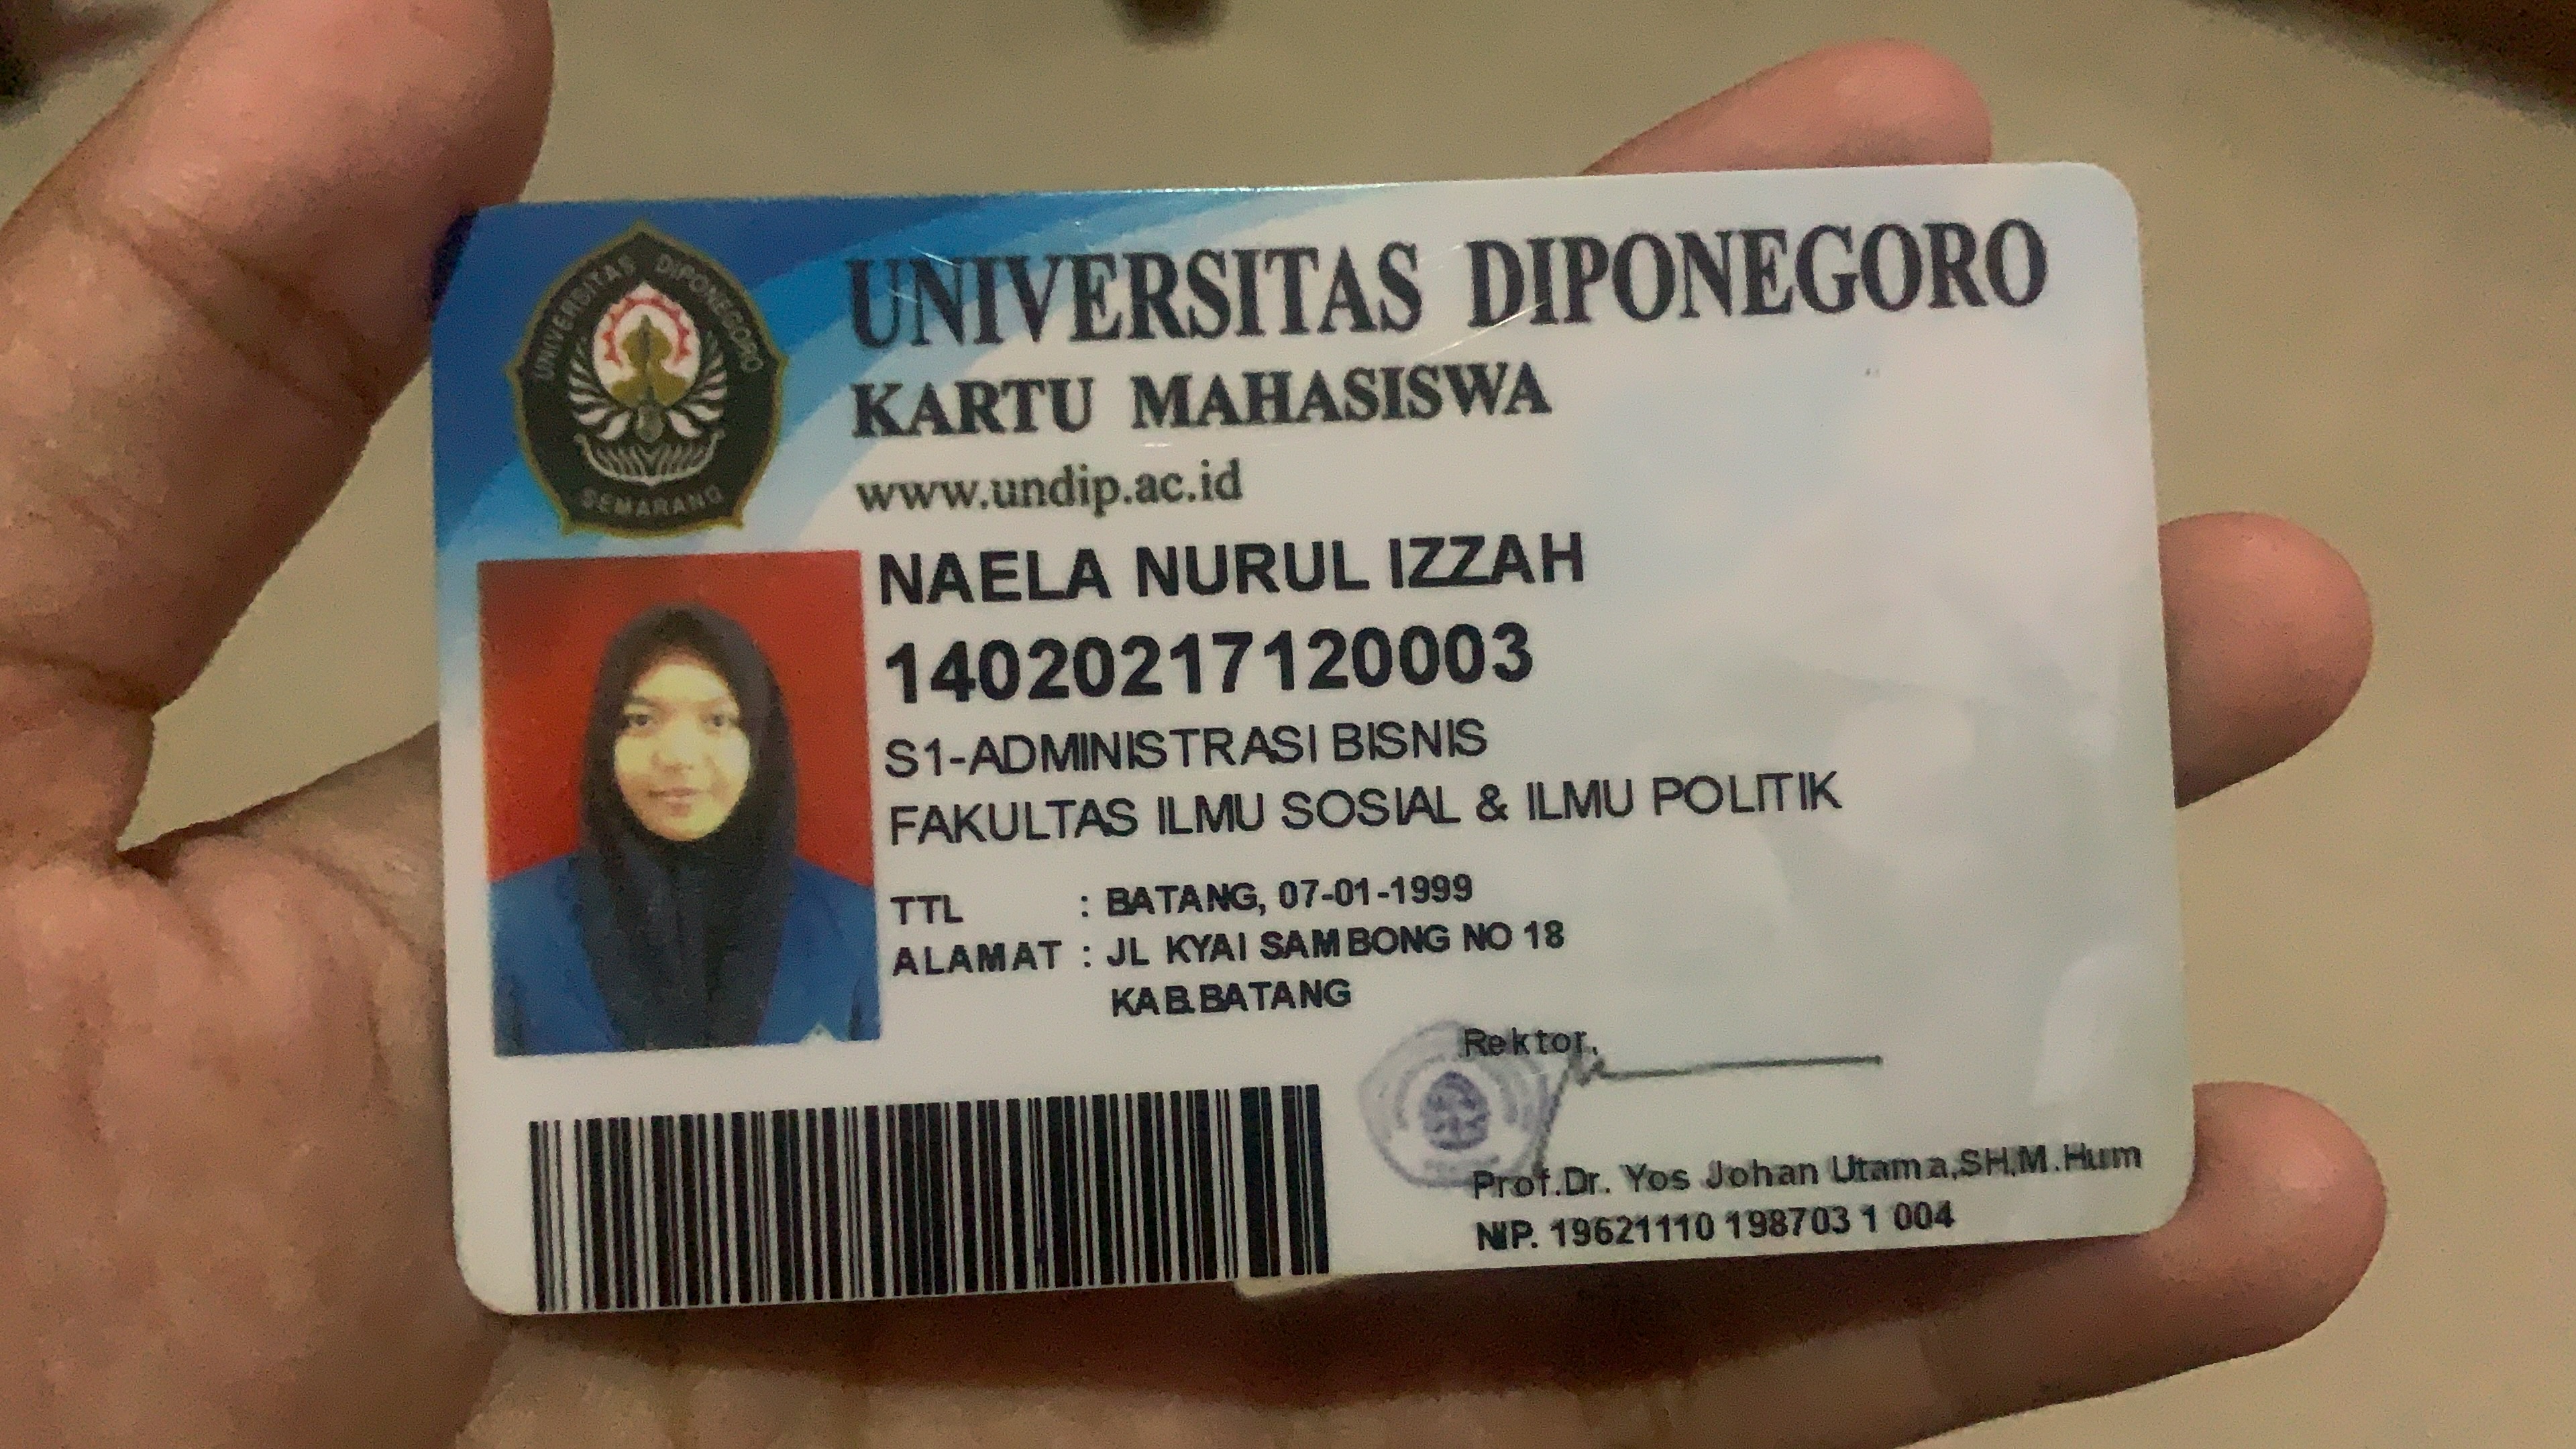 UNIVERSITAS DIPONEGORO
SEMARANG
UNIVERSITAS DIPONEGORO
KARTU MAHASISWA
www.undip.ac.id
NAELA NURUL IZZAH
14020217120003
S1-ADMINISTRASI BISNIS
FAKULTAS ILMU SOSIAL & ILMU POLITIK
TTL : BATANG, 07-01-1999
ALAMAT : JL KYAI SAMBONG NO 18
KAB.BATANG
Rektor,
Prof.Dr. Yos Johan Utama,SH,M.Hum
NIP. 19621110 198703 1 004